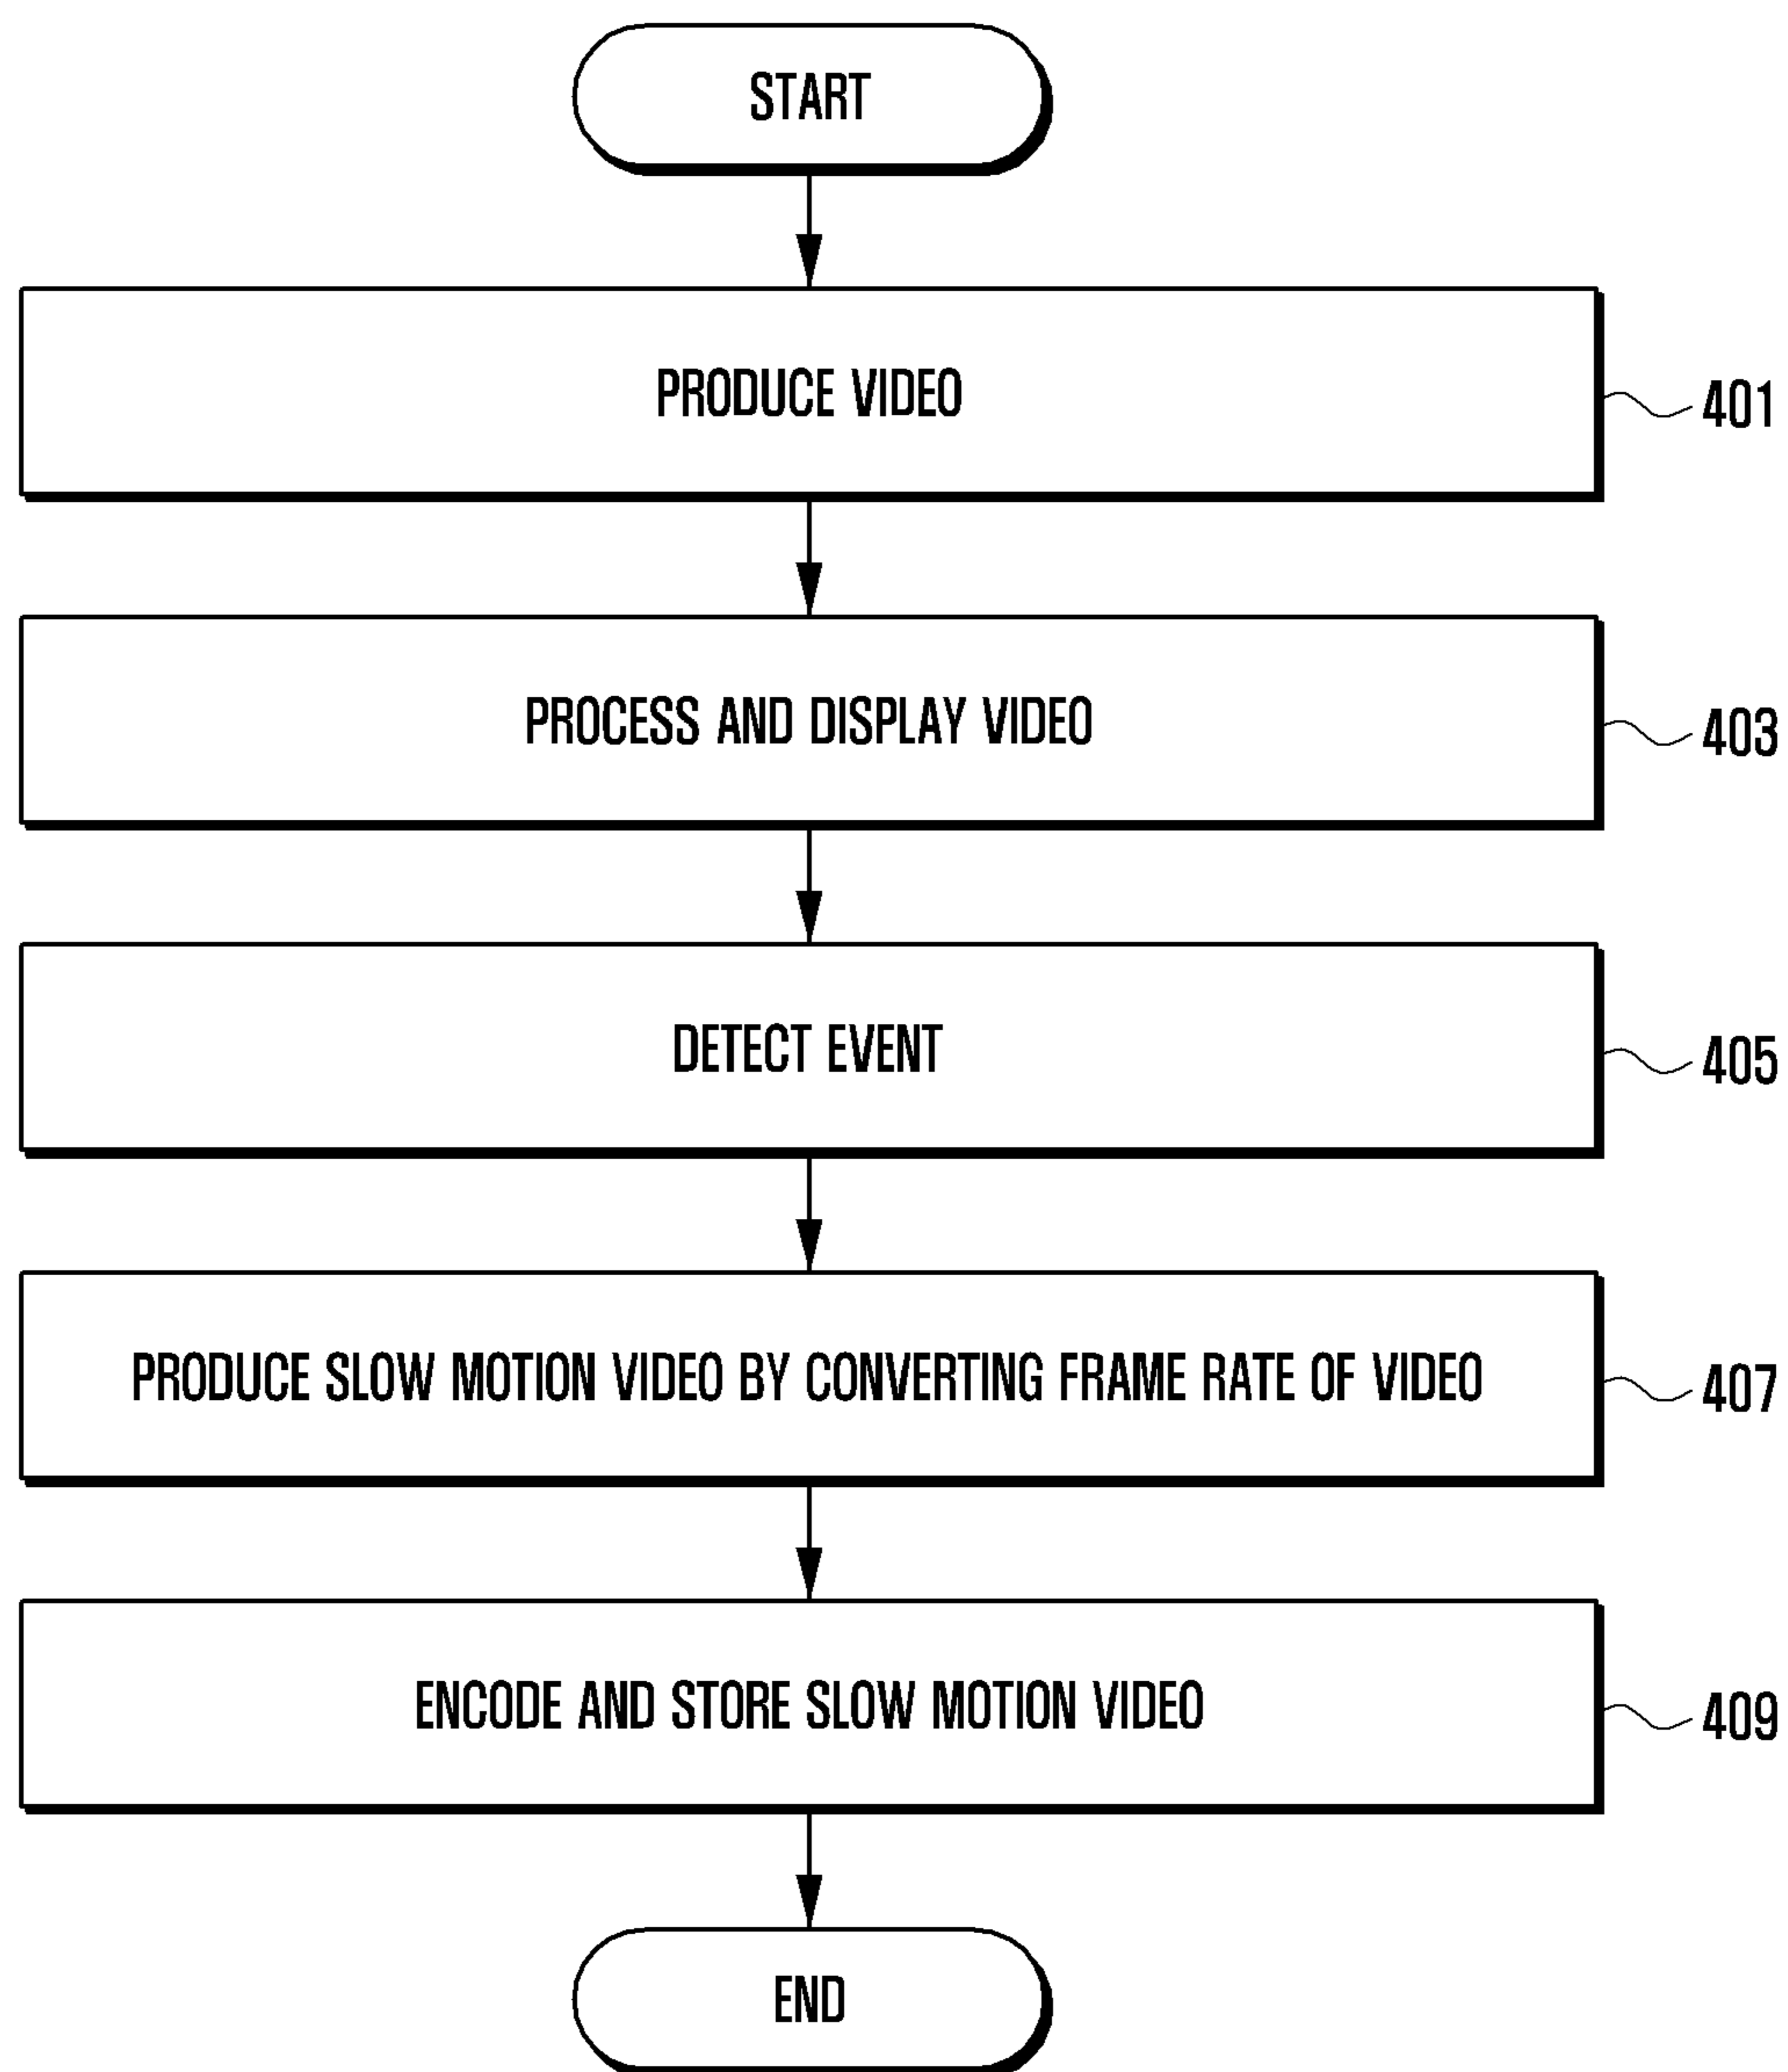 START
PRODUCE VIDEO
401
PROCESS AND DISPLAY VIDEO
403
DETECT EVENT
405
PRODUCE SLOW MOTION VIDEO BY CONVERTING FRAME RATE OF VIDEO
407
ENCODE AND STORE SLOW MOTION VIDEO
409
END